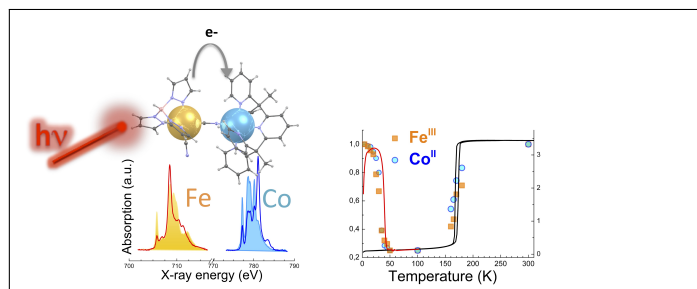 e-
hν
Fe
Co
Absorption (a.u.)
700
710
770
780
790
X-ray energy (eV)
Fe^III
Co^II
1,0
0,8
0,6
0,4
0,2
3
2
1
0
0
50
100
150
200
250
300
Temperature (K)